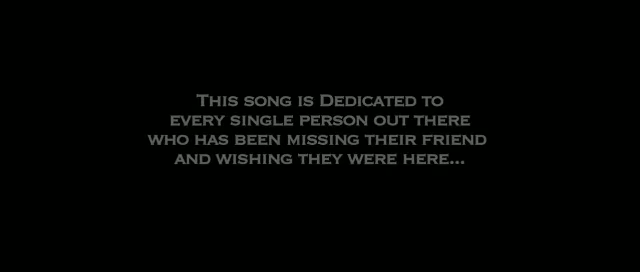 This song is Dedicated to
every single person out there
who has been missing their friend
and wishing they were here...